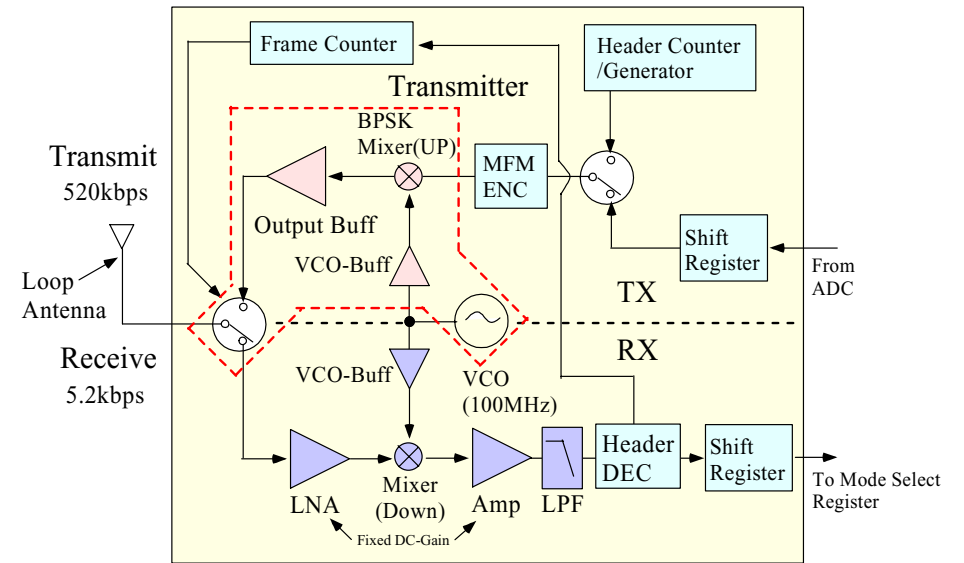 Frame Counter
Header Counter
/Generator
Transmitter
BPSK
Mixer(UP)
Transmit
520kbps
MFM
ENC
Output Buff
Shift
Register
VCO-Buff
From
ADC
Loop
Antenna
TX
RX
Receive
5.2kbps
VCO-Buff
VCO
(100MHz)
Header
DEC
Shift
Register
LNA
Mixer
(Down)
Amp
LPF
To Mode Select
Register
Fixed DC-Gain